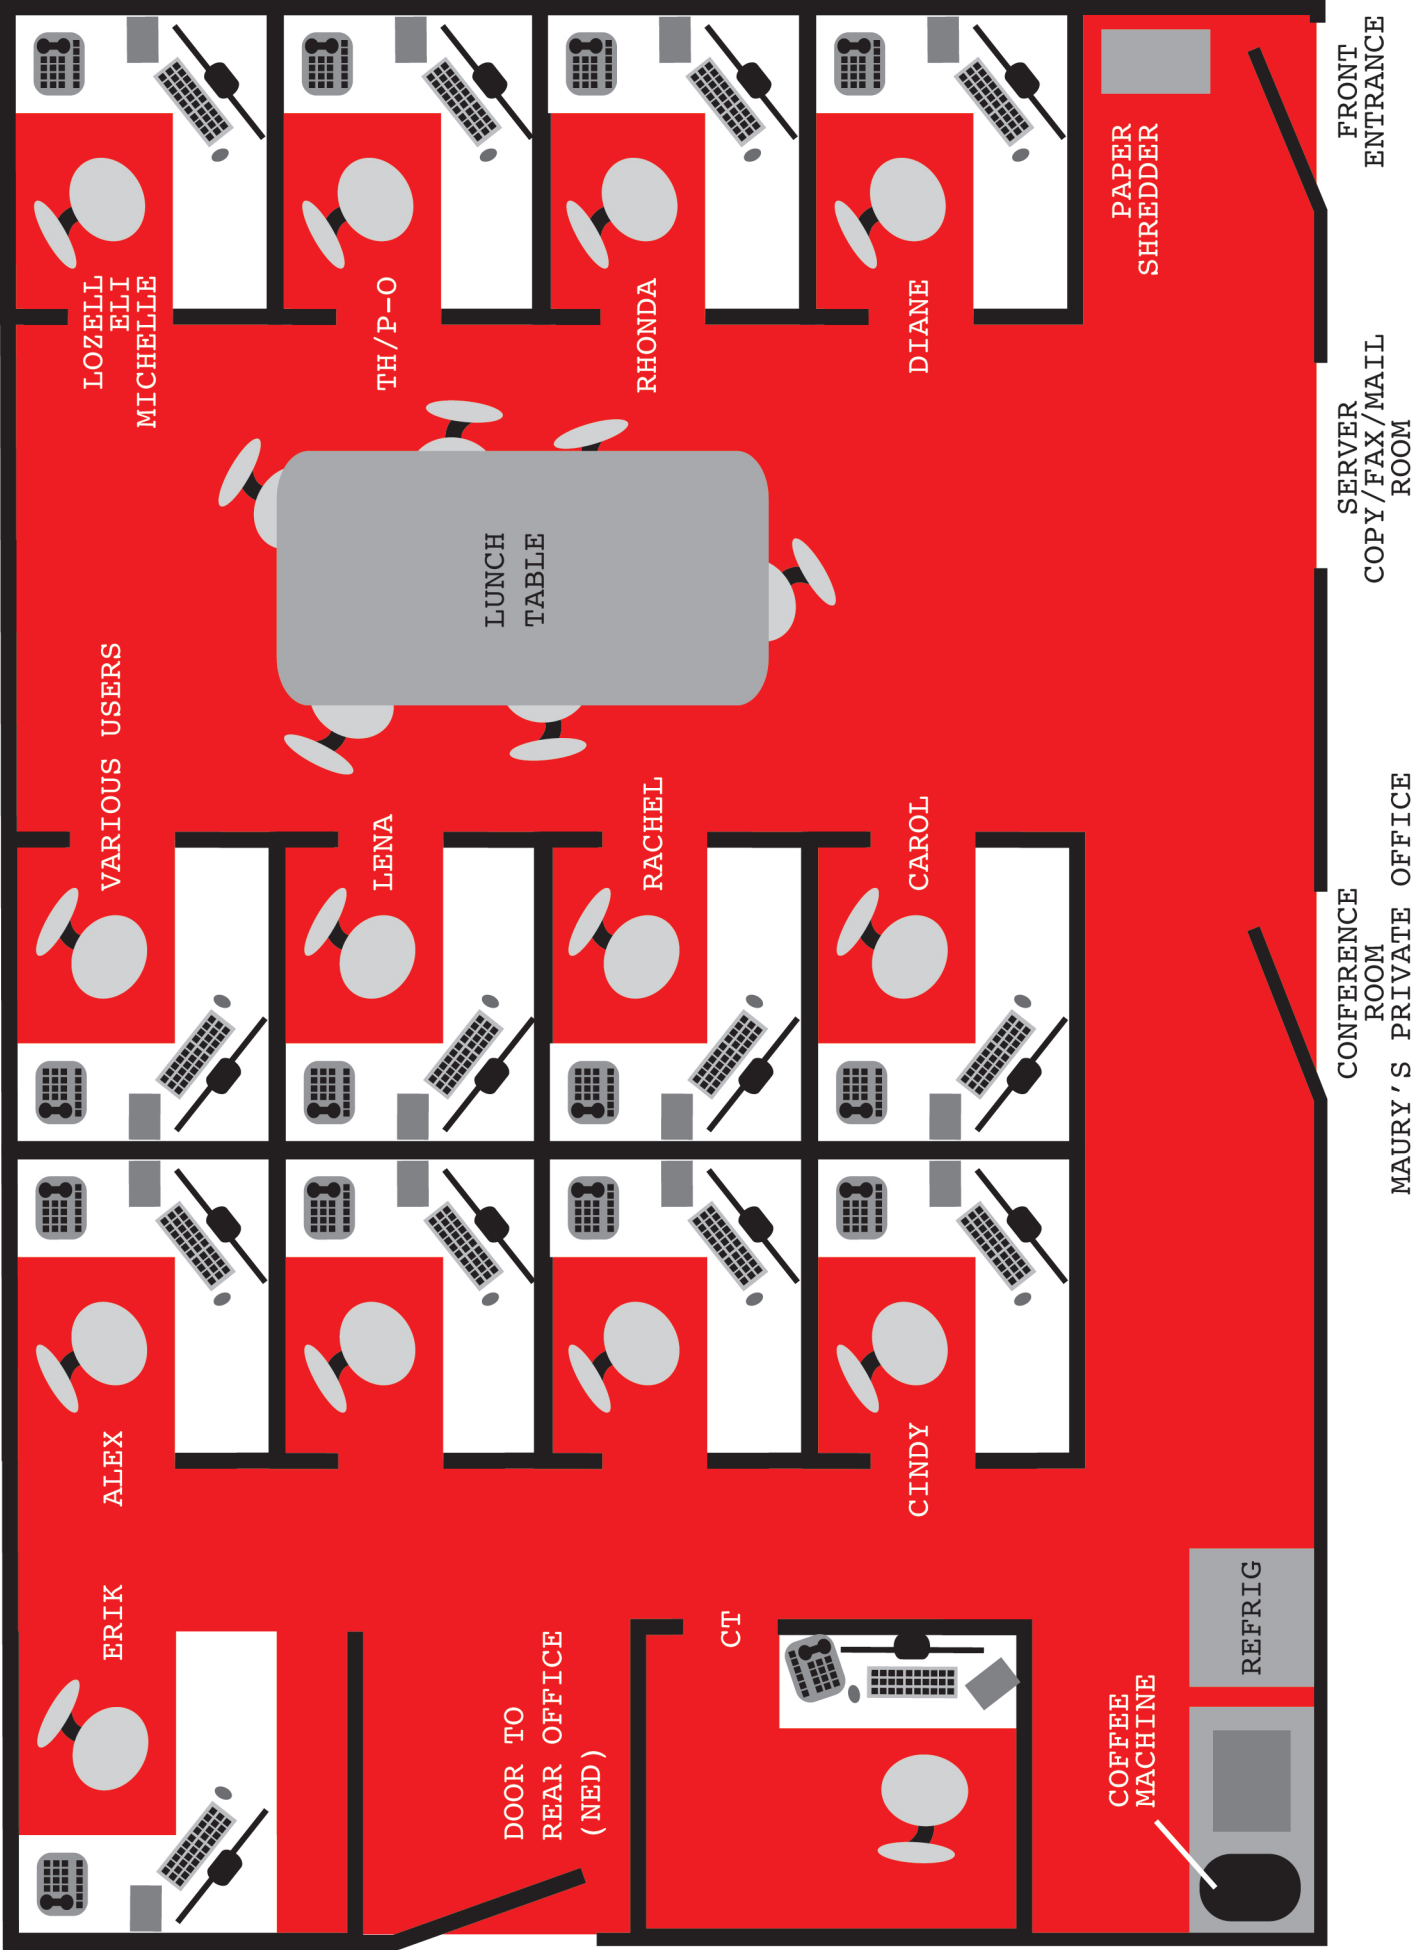 FRONT
ENTRANCE
PAPER
SHREDDER
LOZELL
ELI
MICHELLE
TH/P-O
RHONDA
DIANE
SERVER
COPY/FAX/MAIL
ROOM
LUNCH
TABLE
VARIOUS USERS
LENA
RACHEL
CAROL
CONFERENCE
ROOM
MAURY'S PRIVATE OFFICE
ALEX
CINDY
ERIK
DOOR TO
REAR OFFICE
(NED)
CT
REFRIG
COFFEE
MACHINE